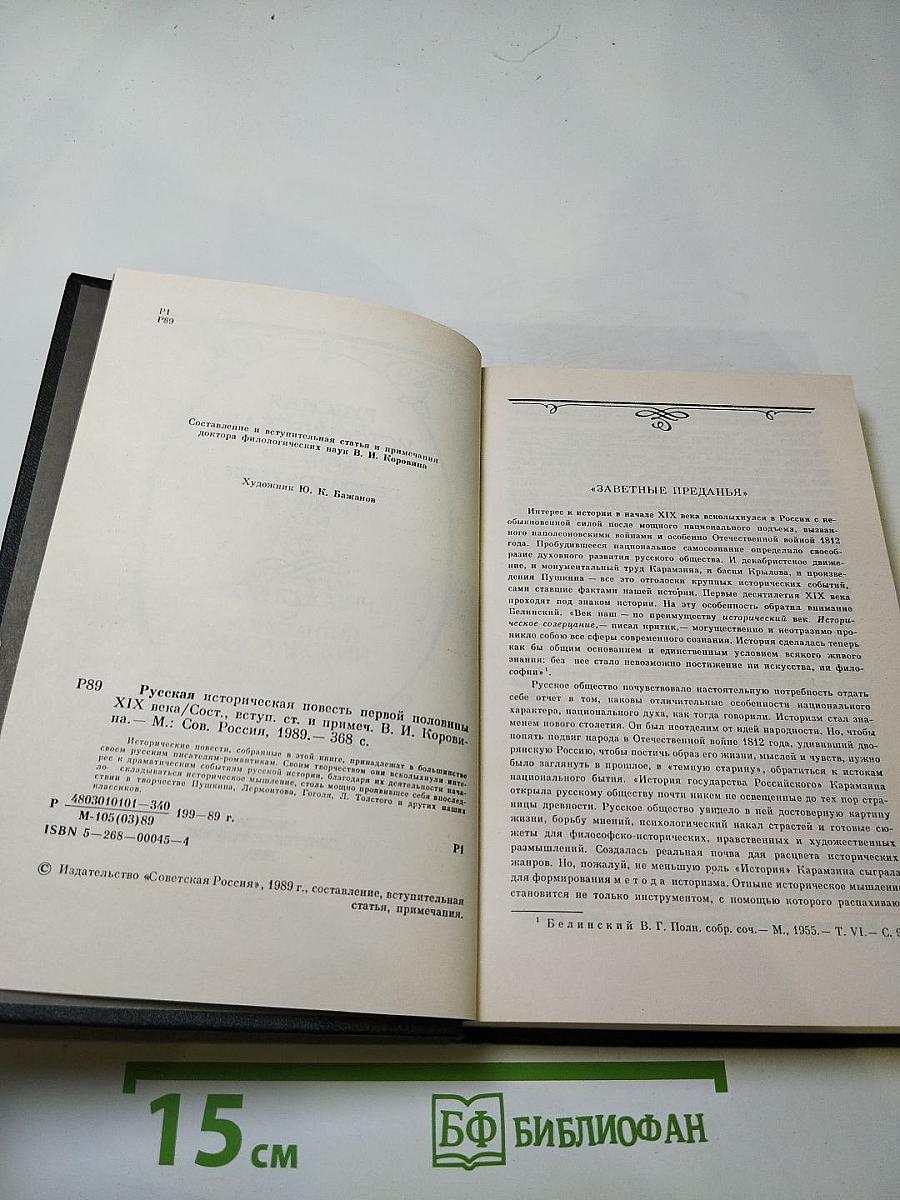 Р1
Р89
Составление и вступительная статья и примечания
доктора филологических наук В. И. Коровина
Художник Ю. К. Бажанов
Р89 Русская историческая повесть первой половины
XIX века/Сост., вступ. ст. и примеч. В. И. Корови-
на.— М.: Сов. Россия, 1989.— 368 с.
Исторические повести, собранные в этой книге, принадлежат в большинстве
своем русским писателям-романтикам. Своим творчеством они всколыхнули инте-
рес к драматическим событиям русской истории, благодаря их деятельности нача-
ло складываться историческое мышление, столь мощно проявившее себя впослед-
ствии в творчестве Пушкина, Лермонтова, Гоголя, Л. Толстого и других наших
классиков.
Р 4803010101—340
М-105(03)89 199—89 г.
Р1
ISBN 5—268—00045—4
© Издательство «Советская Россия», 1989 г., составление, вступительная
статья, примечания.
«ЗАВЕТНЫЕ ПРЕДАНЬЯ»
Интерес к истории в начале XIX века всколыхнулся в России с не-
обыкновенной силой после мощного национального подъема, вызван-
ного наполеоновскими войнами и особенно Отечественной войной 1812
года. Пробудившееся национальное самосознание определило своеоб-
разие духовного развития русского общества. И декабристское движе-
ние, и монументальный труд Карамзина, и басни Крылова, и произве-
дения Пушкина — все это отголоски крупных исторических событий,
сами ставшие фактами нашей истории. Первые десятилетия XIX века
проходят под знаком истории. На эту особенность обратил внимание
Белинский. «Век наш — по преимуществу исторический век. Истори-
ческое созерцание,— писал критик,— могущественно и неотразимо про-
никло собою все сферы современного сознания. История сделалась теперь
как бы общим основанием и единственным условием всякого живого
знания: без нее стало невозможно постижение ни искусства, ни фило-
софии»¹.
Русское общество почувствовало настоятельную потребность отдать
себе отчет в том, каковы отличительные особенности национального
характера, национального духа, как тогда говорили. Историзм стал зна-
менем нового столетия. Он был неотделим от идей народности. Но, чтобы
понять подвиг народа в Отечественной войне 1812 года, удививший дво-
рянскую Россию, чтобы постичь образ его жизни, мыслей и чувств, нужно
было заглянуть в прошлое, в «темную старину», обратиться к истокам
национального бытия. «История государства Российского» Карамзина
открыла русскому обществу почти никем не освещенные до тех пор стра-
ницы древности. Русское общество увидело в ней достоверную картину
жизни, борьбу мнений, психологический накал страстей и готовые сю-
жеты для философско-исторических, нравственных и художественных
размышлений. Создалась реальная почва для расцвета исторических
жанров. Но, пожалуй, не меньшую роль «История» Карамзина сыграла
для формирования метода историзма. Отныне историческое мышление
становится не только инструментом, с помощью которого распахиваю
¹ Белинский В. Г. Полн. собр. соч.— М., 1955.— Т. VI.— С.
15 см
БФ БИБЛИОФАН